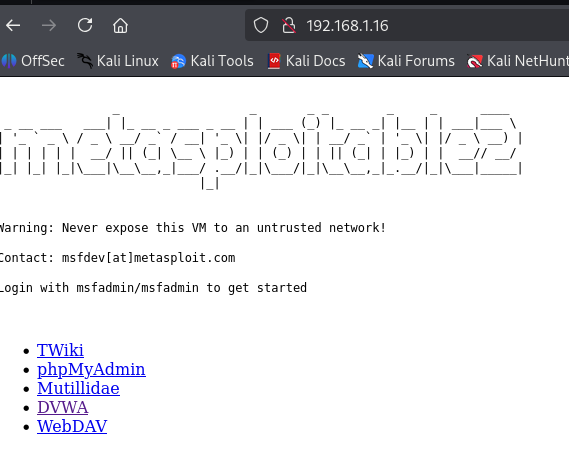 192.168.1.16
OffSec Kali Linux Kali Tools Kali Docs Kali Forums Kali NetHunt
metasploitable2
Warning: Never expose this VM to an untrusted network!
Contact: msfdev[at]metasploit.com
Login with msfadmin/msfadmin to get started
TWiki
phpMyAdmin
Mutillidae
DVWA
WebDAV